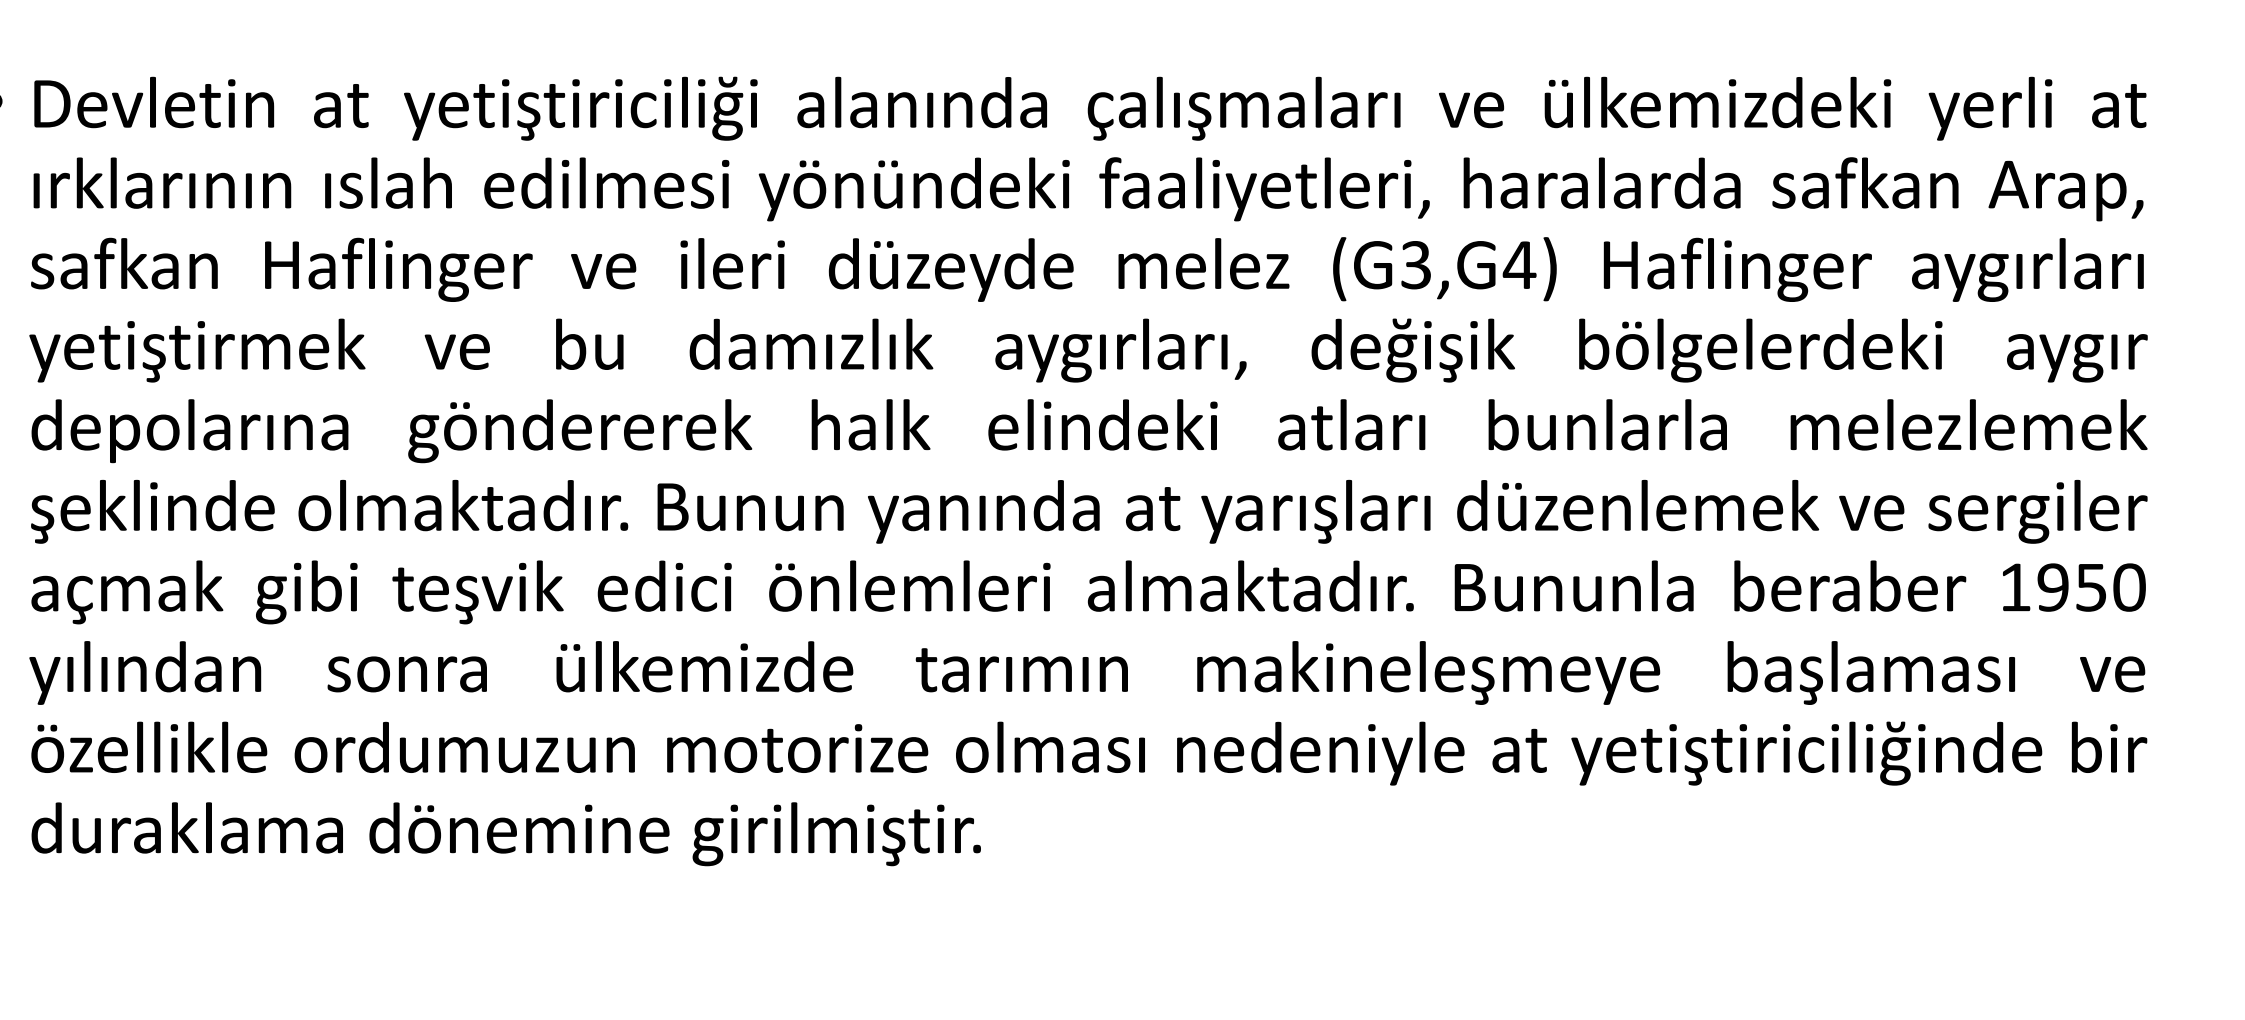 • Devletin at yetiştiriciliği alanında çalışmaları ve ülkemizdeki yerli at
ırklarının ıslah edilmesi yönündeki faaliyetleri, haralarda safkan Arap,
safkan Haflinger ve ileri düzeyde melez (G3,G4) Haflinger aygırları
yetiştirmek ve bu damızlık aygırları, değişik bölgelerdeki aygır
depolarına göndererek halk elindeki atları bunlarla melezlemek
şeklinde olmaktadır. Bunun yanında at yarışları düzenlemek ve sergiler
açmak gibi teşvik edici önlemleri almaktadır. Bununla beraber 1950
yılından sonra ülkemizde tarımın makineleşmeye başlaması ve
özellikle ordumuzun motorize olması nedeniyle at yetiştiriciliğinde bir
duraklama dönemine girilmiştir.